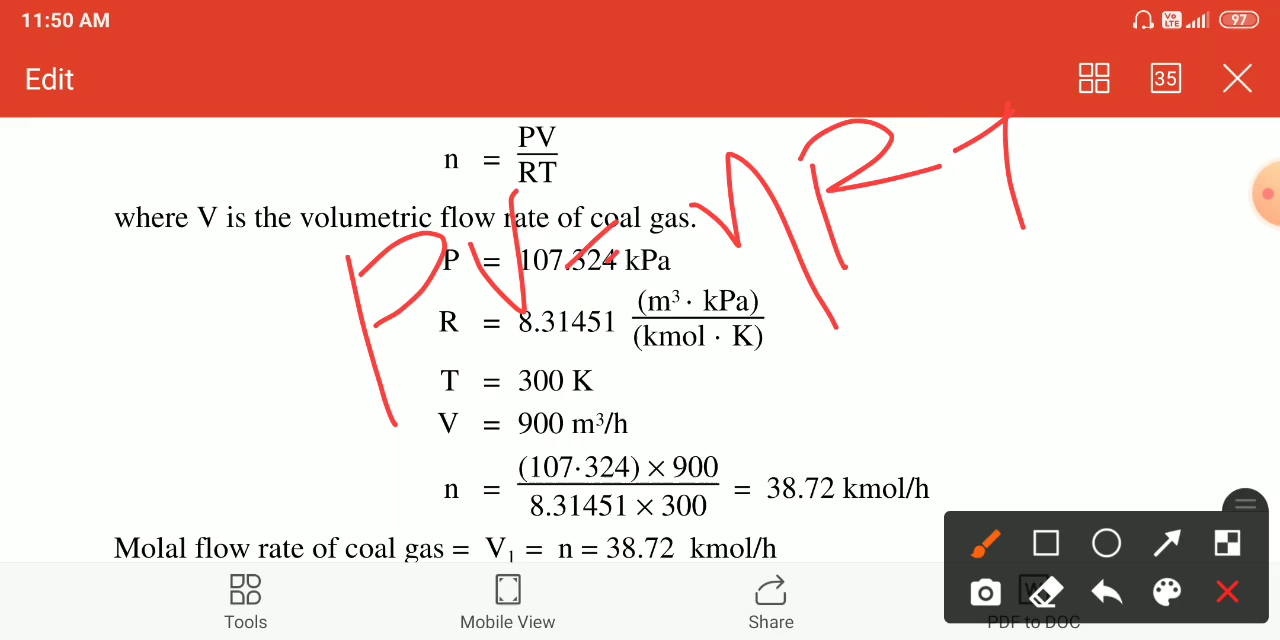 11:50 AM
Vo LTE
97
Edit
35
n = PV / RT
where V is the volumetric flow rate of coal gas.
PV = nRT
P = 107.324 kPa
R = 8.31451 (m³ · kPa) / (kmol · K)
T = 300 K
V = 900 m³/h
n = (107·324) × 900 / 8.31451 × 300 = 38.72 kmol/h
Molal flow rate of coal gas = V₁ = n = 38.72 kmol/h
Tools
Mobile View
Share
PDF to DOC